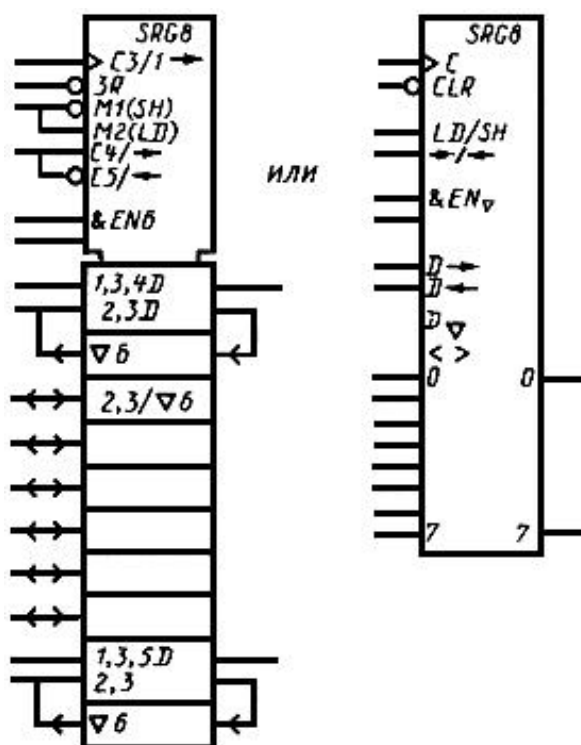 SRG8
C3/1 →
3R
M1(SH)
M2(LD)
C4/ →
C5/ ←
& EN6
1,3,4D
2,3D
▽ 6
2,3/▽ 6
1,3,5D
2,3
▽ 6
или
SRG8
C
CLR
LD/SH
→/←
& EN▽
D →
D ←
D ▽
< >
0 0
7 7